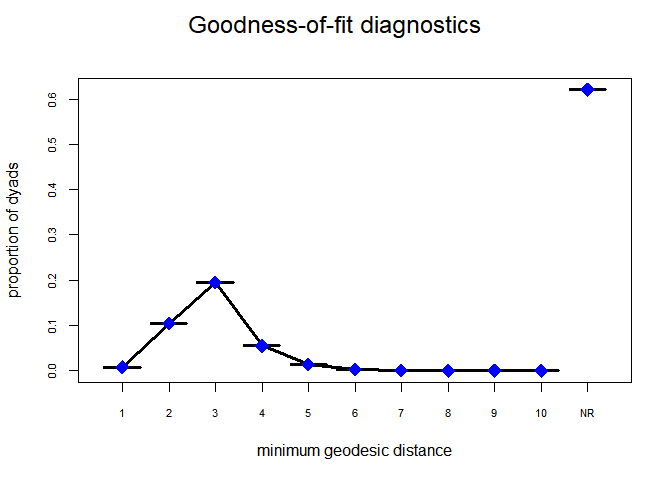 Goodness-of-fit diagnostics
proportion of dyads
0.6
0.5
0.4
0.3
0.2
0.1
0.0
1 2 3 4 5 6 7 8 9 10 NR
minimum geodesic distance